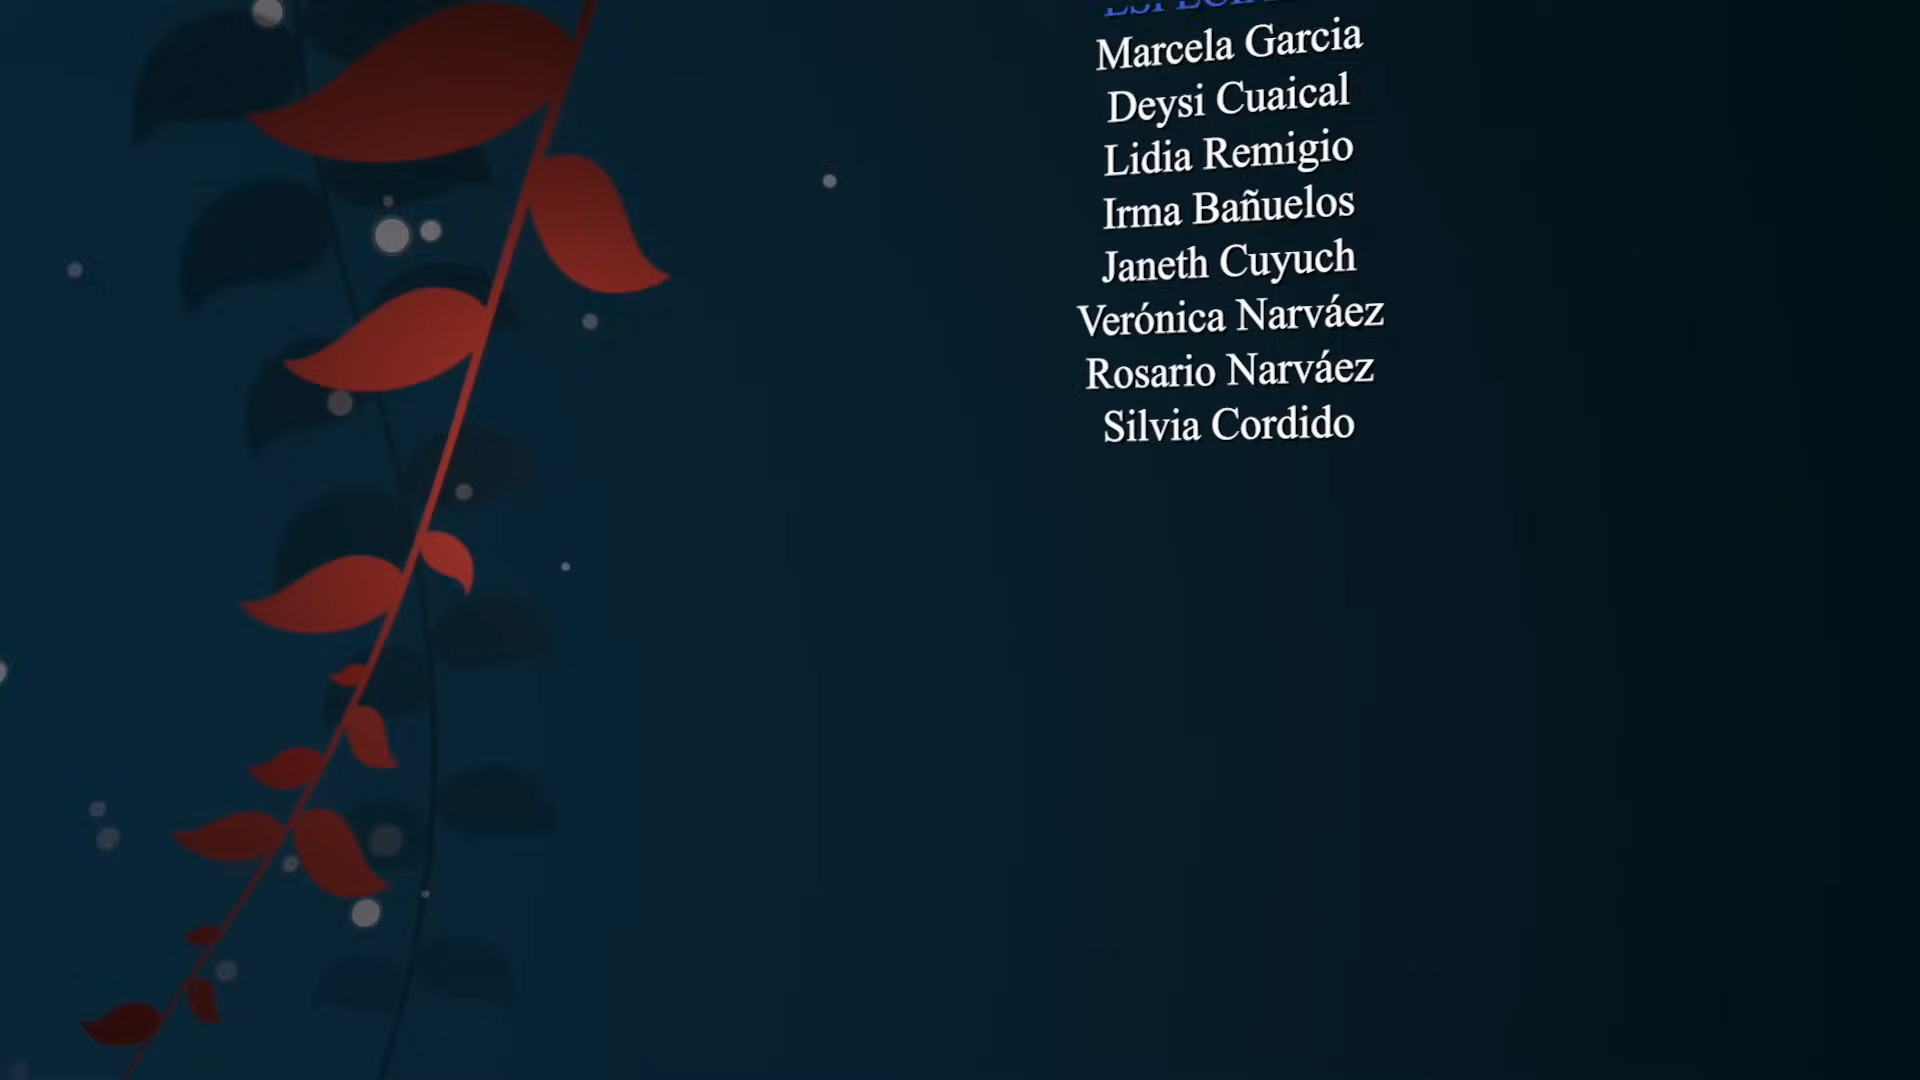 Marcela Garcia
Deysi Cuaical
Lidia Remigio
Irma Bañuelos
Janeth Cuyuch
Verónica Narváez
Rosario Narváez
Silvia Cordido